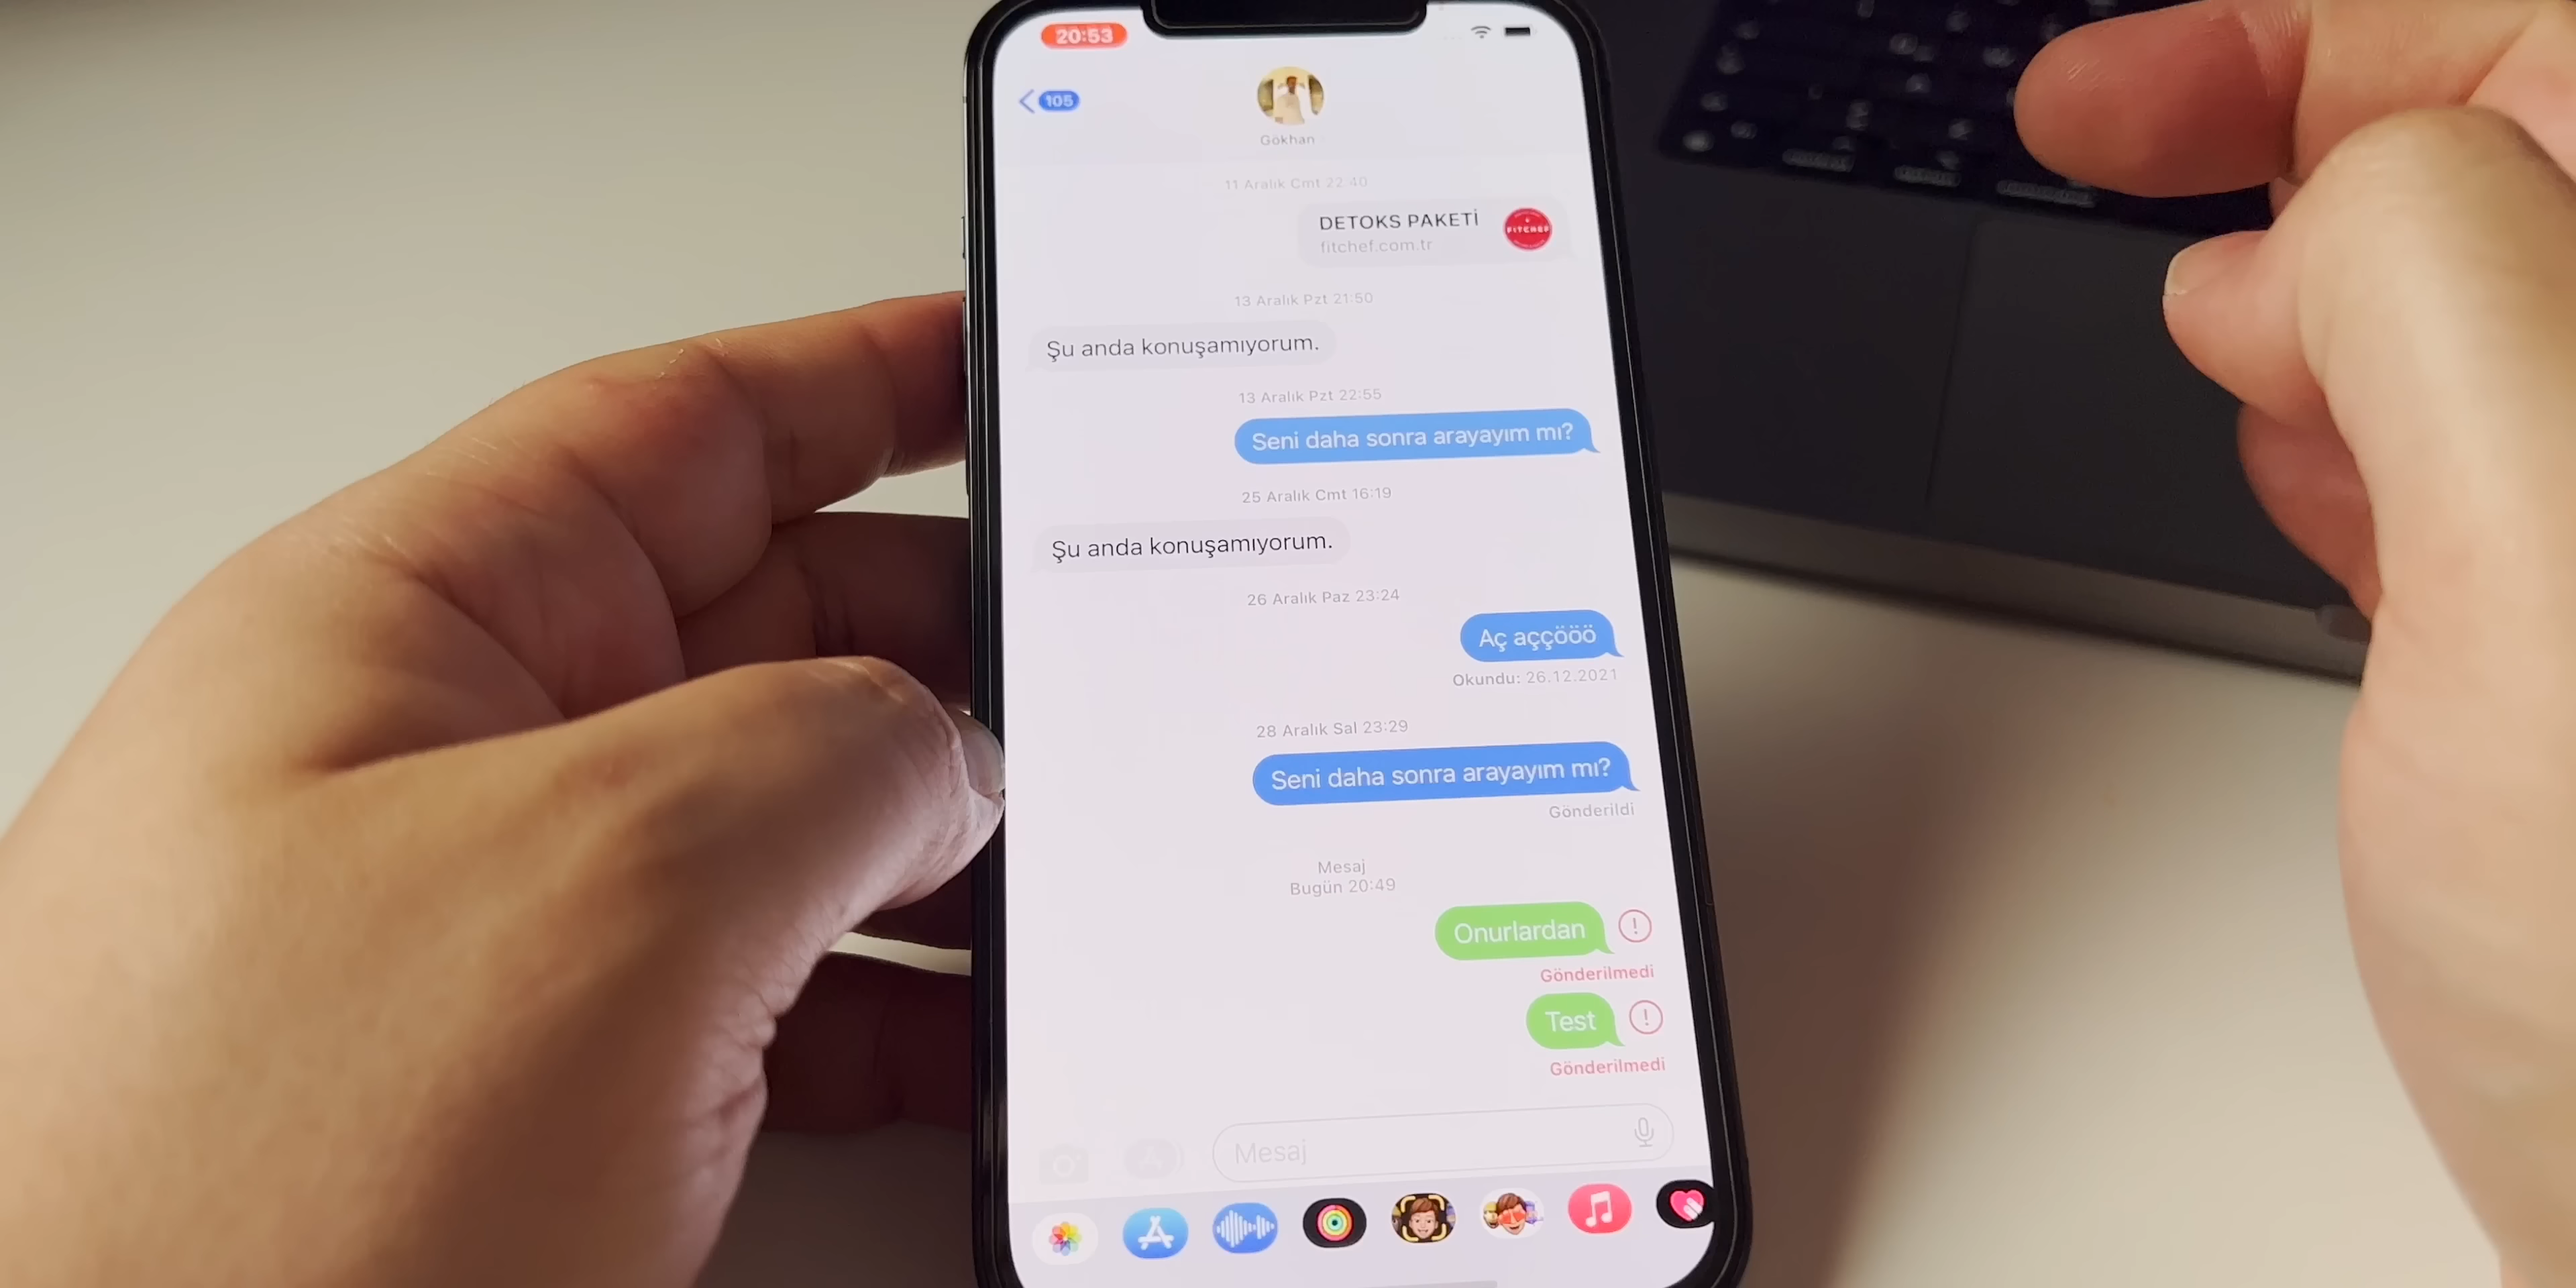 20:53
105
Gökhan
11 Aralık Cmt 22:40
DETOKS PAKETİ
fitchef.com.tr
FITCHEF
13 Aralık Pzt 21:50
Şu anda konuşamıyorum.
13 Aralık Pzt 22:55
Seni daha sonra arayayım mı?
25 Aralık Cmt 16:19
Şu anda konuşamıyorum.
26 Aralık Paz 23:24
Aç aççööö
Okundu: 26.12.2021
28 Aralık Sal 23:29
Seni daha sonra arayayım mı?
Gönderildi
Mesaj
Bugün 20:49
Onurlardan
Gönderilmedi
Test
Gönderilmedi
Mesaj